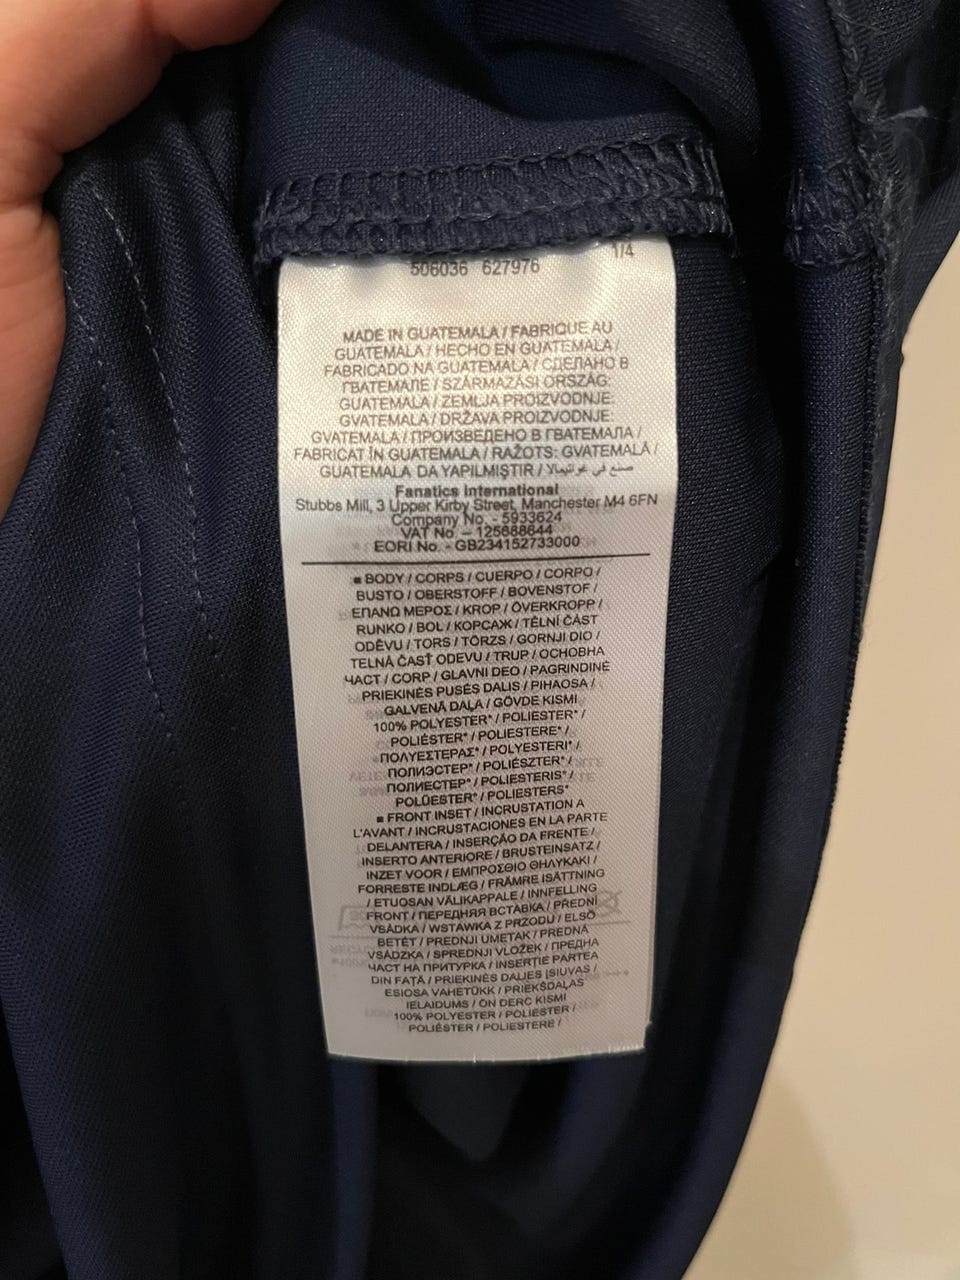 506036 627976
1/4
MADE IN GUATEMALA / FABRIQUE AU
GUATEMALA / HECHO EN GUATEMALA /
FABRICADO NA GUATEMALA / СДЕЛАНО В
ГВАТЕМАЛЕ / SZÁRMAZÁSI ORSZÁG:
GUATEMALA / ZEMLJA PROIZVODNJE:
GVATEMALA / DRŽAVA PROIZVODNJE:
GVATEMALA / ПРОИЗВЕДЕНО В ГВАТЕМАЛА /
FABRICAT ÎN GUATEMALA / RAŽOTS: GVATEMALĀ /
GUATEMALA DA YAPILMIŞTIR / صنع في غواتيمالا
Fanatics International
Stubbs Mill, 3 Upper Kirby Street, Manchester M4 6FN
Company No. - 5933624
VAT No. – 125688644
EORI No. - GB234152733000
■ BODY / CORPS / CUERPO / CORPO /
BUSTO / OBERSTOFF / BOVENSTOF /
ΕΠΑΝΩ ΜΕΡΟΣ / KROP / ÖVERKROPP /
RUNKO / BOL / КОРСАЖ / TĚLNÍ ČÁST
ODĚVU / TORS / TÖRZS / GORNJI DIO /
TELNÁ ČASŤ ODEVU / TRUP / ОСНОВНА
ЧАСТ / CORP / GLAVNI DEO / PAGRINDINĖ
PRIEKINĖS PUSĖS DALIS / PIHAOSA /
GALVENĀ DAĻA / GÖVDE KISMI
100% POLYESTER* / POLIESTER* /
POLIÉSTER* / POLIESTERE* /
ΠΟΛΥΕΣΤΕΡΑΣ* / POLYESTERI* /
ПОЛИЭСТЕР* / POLIÉSZTER* /
ПОЛИЕСТЕР* / POLIESTERIS* /
POLÜESTER* / POLIESTERS*
■ FRONT INSET / INCRUSTATION A
L'AVANT / INCRUSTACIONES EN LA PARTE
DELANTERA / INSERÇÃO DA FRENTE /
INSERTO ANTERIORE / BRUSTEINSATZ /
INZET VOOR / ΕΜΠΡΟΣΘΙΟ ΘΗΛΥΚΑΚΙ /
FORRESTE INDLÆG / FRÄMRE ISÄTTNING
/ ETUOSAN VÄLIKAPPALE / INNFELLING
FRONT / ПЕРЕДНЯЯ ВСТАВКА / PŘEDNÍ
VSADKA / WSTAWKA Z PRZODU / ELSŐ
BETÉT / PREDNJI UMETAK / PREDNÁ
VSÁDZKA / SPREDNJI VLOŽEK / ПРЕДНА
ЧАСТ НА ПРИТУРКА / INSERŢIE PARTEA
DIN FAŢĂ / PRIEKINĖS DALIES ĮSIUVAS /
ESIOSA VAHETÜKK / PRIEKŠDAĻAS
IELAIDUMS / ÖN DERC KISMI
100% POLYESTER / POLIESTER /
POLIÉSTER / POLIESTERE /